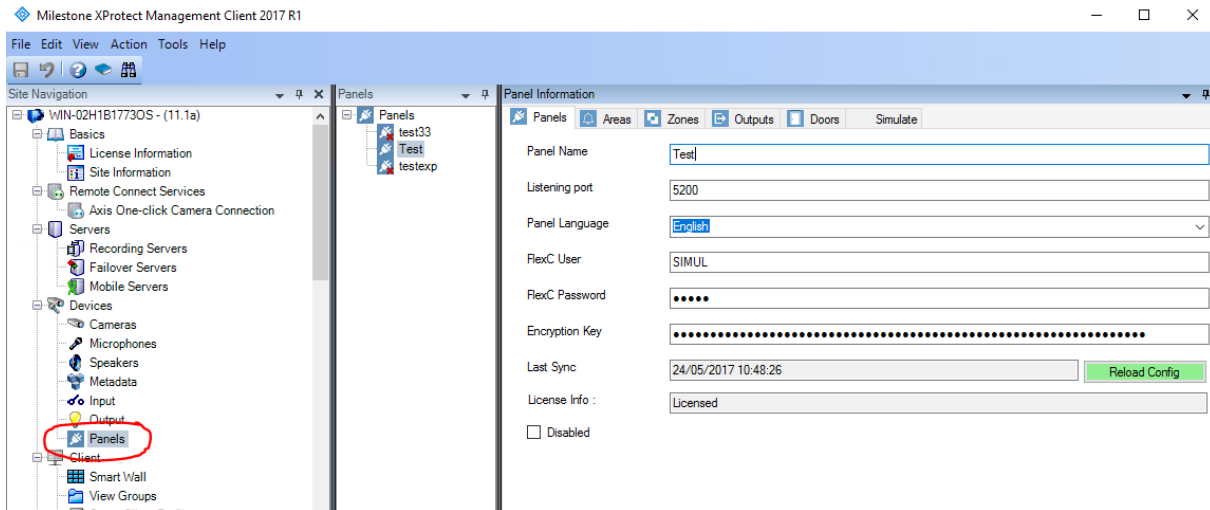 Milestone XProtect Management Client 2017 R1
File Edit View Action Tools Help
Site Navigation
WIN-02H1B1773OS - (11.1a)
Basics
License Information
Site Information
Remote Connect Services
Axis One-click Camera Connection
Servers
Recording Servers
Failover Servers
Mobile Servers
Devices
Cameras
Microphones
Speakers
Metadata
Input
Output
Panels
Client
Smart Wall
View Groups
Panels
Panels
test33
Test
testexp
Panel Information
Panels Areas Zones Outputs Doors Simulate
Panel Name Test
Listening port 5200
Panel Language English
FlexC User SIMUL
FlexC Password •••••
Encryption Key
Last Sync 24/05/2017 10:48:26 Reload Config
License Info : Licensed
Disabled